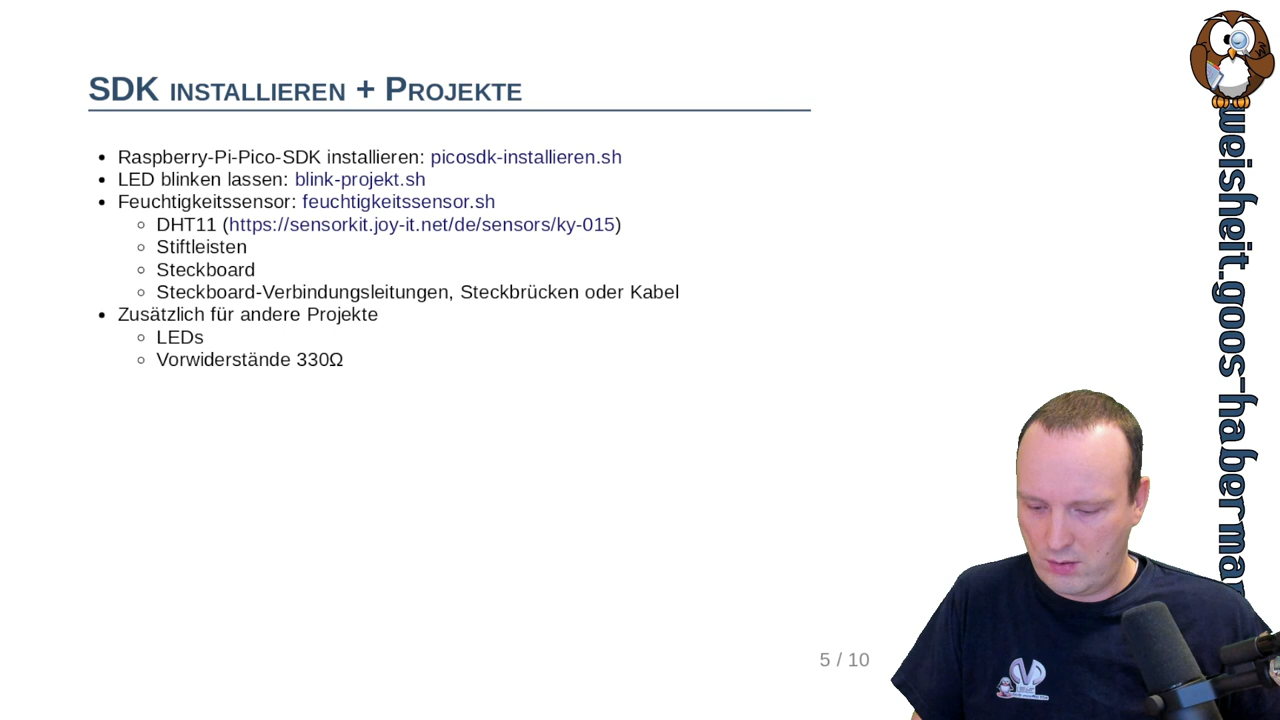 SDK installieren + Projekte
• Raspberry-Pi-Pico-SDK installieren: picosdk-installieren.sh
• LED blinken lassen: blink-projekt.sh
• Feuchtigkeitssensor: feuchtigkeitssensor.sh
◦ DHT11 (https://sensorkit.joy-it.net/de/sensors/ky-015)
◦ Stiftleisten
◦ Steckboard
◦ Steckboard-Verbindungsleitungen, Steckbrücken oder Kabel
• Zusätzlich für andere Projekte
◦ LEDs
◦ Vorwiderstände 330Ω
5 / 10
weisheit.goos-haberma